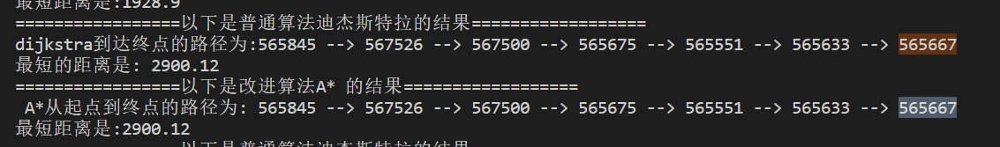 最短距离是:1928.9
=================以下是普通算法迪杰斯特拉的结果==================
dijkstra到达终点的路径为:565845 --> 567526 --> 567500 --> 565675 --> 565551 --> 565633 --> 565667
最短的距离是: 2900.12
=================以下是改进算法A* 的结果==================
A*从起点到终点的路径为: 565845 --> 567526 --> 567500 --> 565675 --> 565551 --> 565633 --> 565667
最短距离是:2900.12
=================以下是普通算法迪杰斯特拉的结果==================